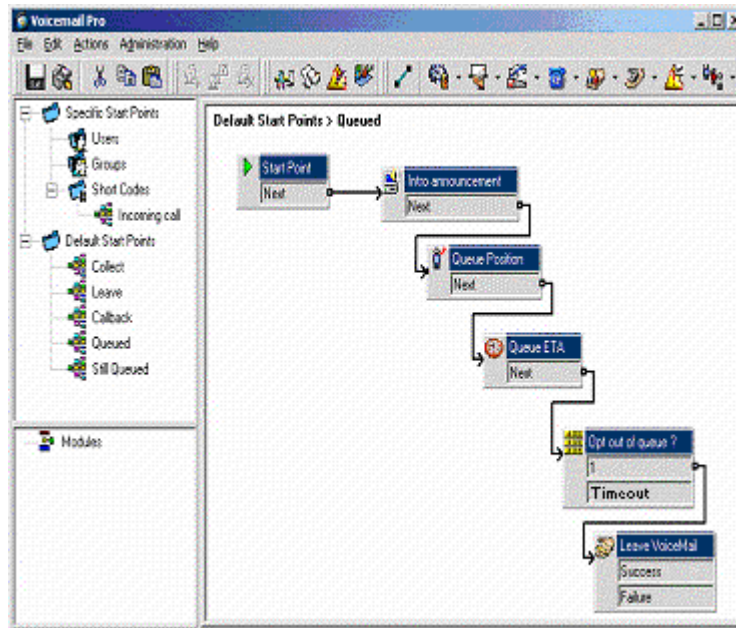 Voicemail Pro
File Edit Actions Administration Help
Specific Start Points
Users
Groups
Short Codes
Incoming call
Default Start Points
Collect
Leave
Callback
Queued
Still Queued
Modules
Default Start Points > Queued
Start Point
Next
Intro announcement
Next
Queue Position
Next
Queue ETA
Next
Opt out of queue ?
1
Timeout
Leave VoiceMail
Success
Failure